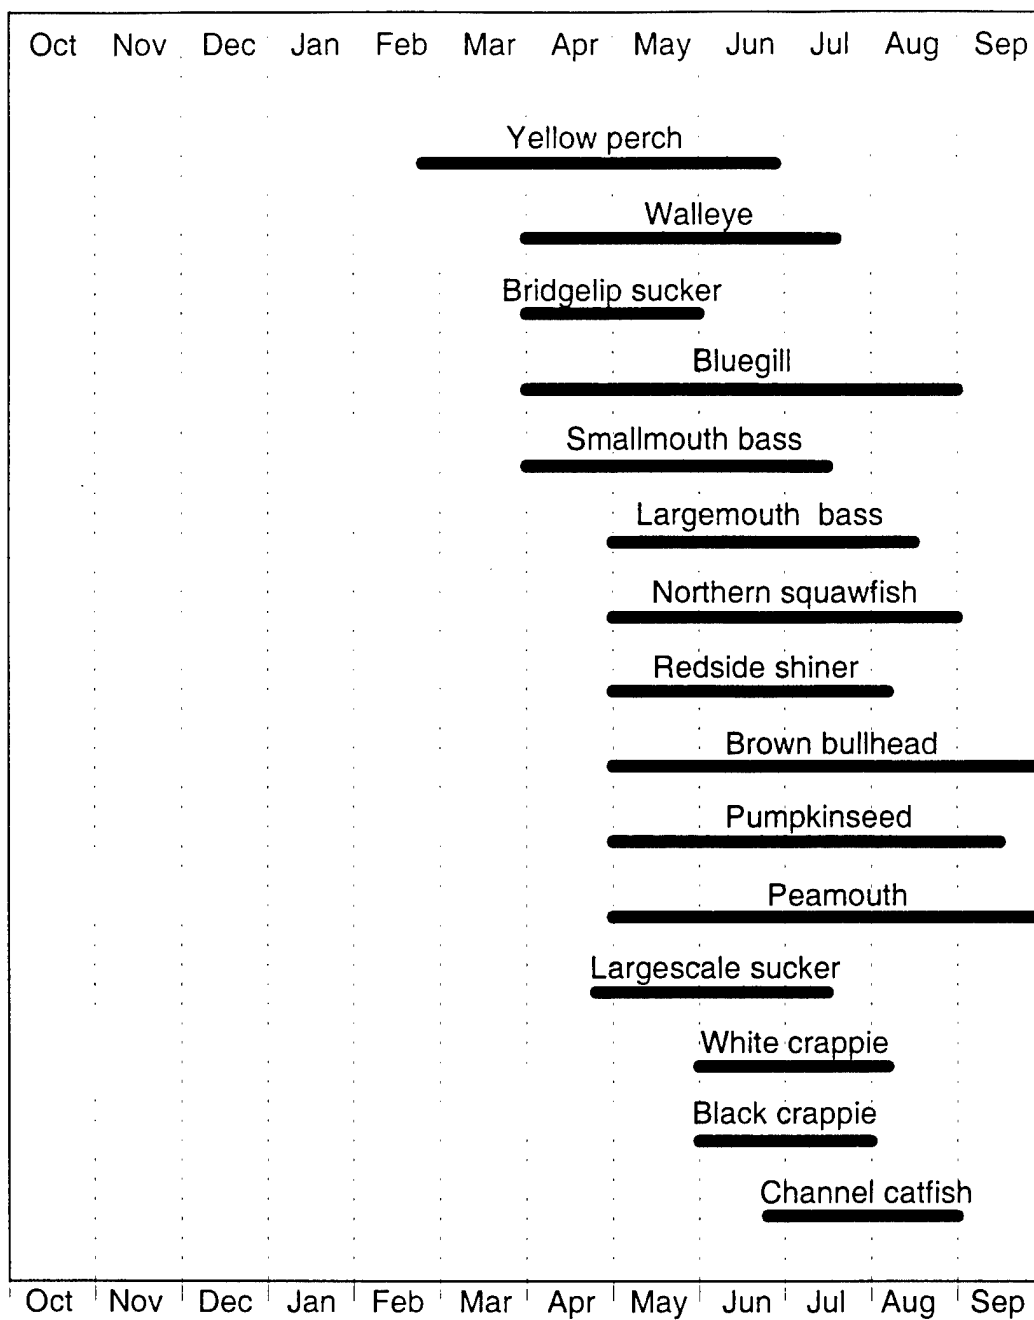 Oct Nov Dec Jan Feb Mar Apr May Jun Jul Aug Sep
Yellow perch
Walleye
Bridgelip sucker
Bluegill
Smallmouth bass
Largemouth bass
Northern squawfish
Redside shiner
Brown bullhead
Pumpkinseed
Peamouth
Largescale sucker
White crappie
Black crappie
Channel catfish
Oct Nov Dec Jan Feb Mar Apr May Jun Jul Aug Sep